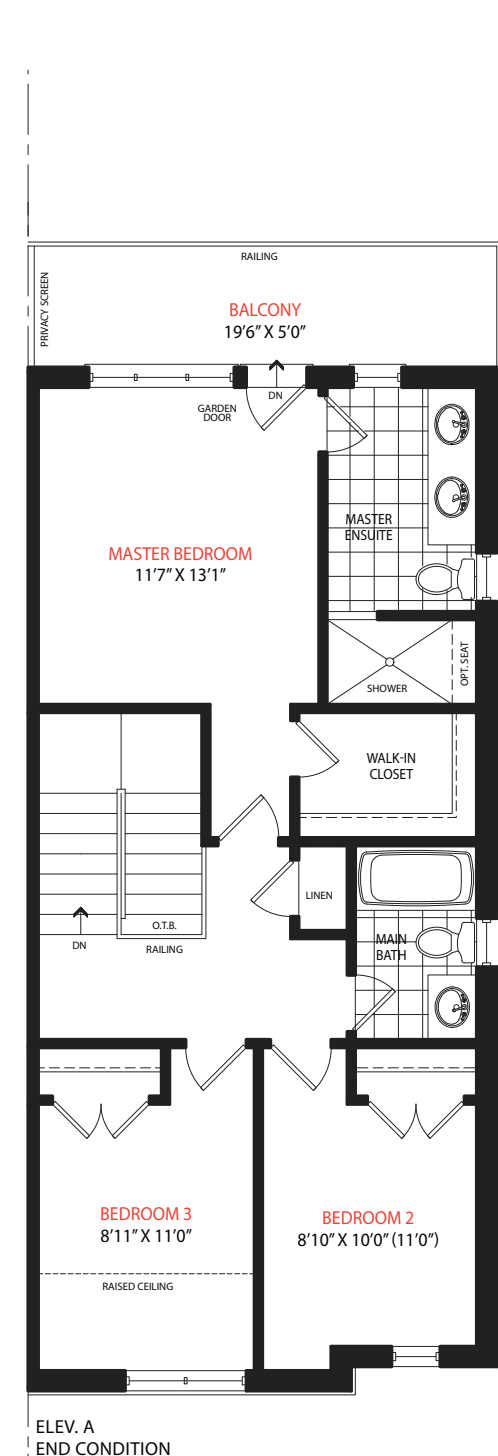 RAILING
PRIVACY SCREEN
BALCONY
19'6" X 5'0"
DN
GARDEN
DOOR
MASTER
ENSUITE
MASTER BEDROOM
11'7" X 13'1"
OPT. SEAT
SHOWER
WALK-IN
CLOSET
LINEN
O.T.B.
DN
RAILING
MAIN
BATH
BEDROOM 3
8'11" X 11'0"
BEDROOM 2
8'10" X 10'0" (11'0")
RAISED CEILING
ELEV. A
END CONDITION